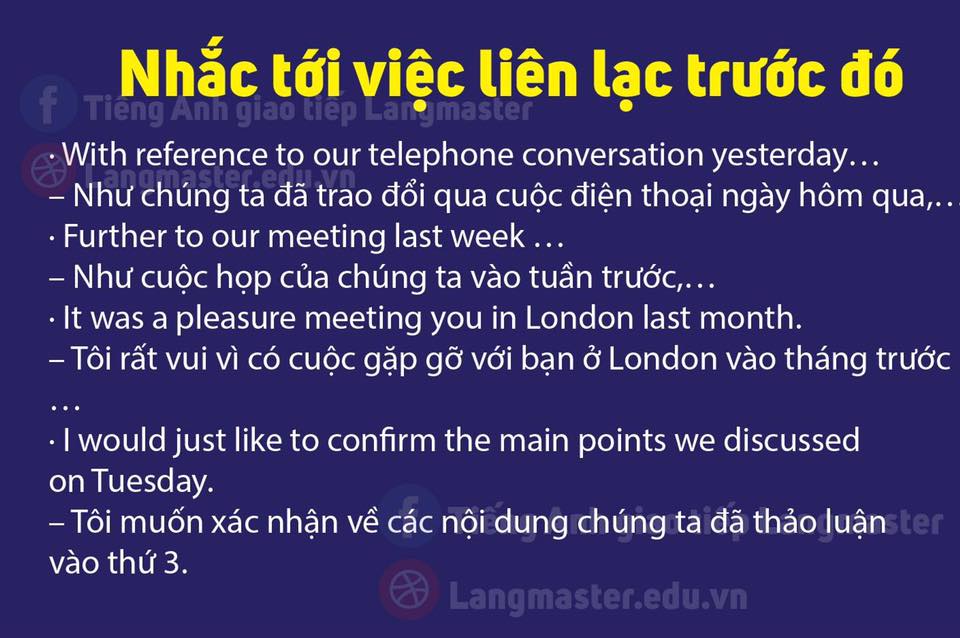 Nhắc tới việc liên lạc trước đó
Tiếng Anh giao tiếp Langmaster
· With reference to our telephone conversation yesterday…
Langmaster.edu.vn
– Như chúng ta đã trao đổi qua cuộc điện thoại ngày hôm qua,…
· Further to our meeting last week …
– Như cuộc họp của chúng ta vào tuần trước,…
· It was a pleasure meeting you in London last month.
– Tôi rất vui vì có cuộc gặp gỡ với bạn ở London vào tháng trước
…
· I would just like to confirm the main points we discussed
on Tuesday.
– Tôi muốn xác nhận về các nội dung chúng ta đã thảo luận
Tiếng Anh giao tiếp Langmaster
vào thứ 3.
Langmaster.edu.vn